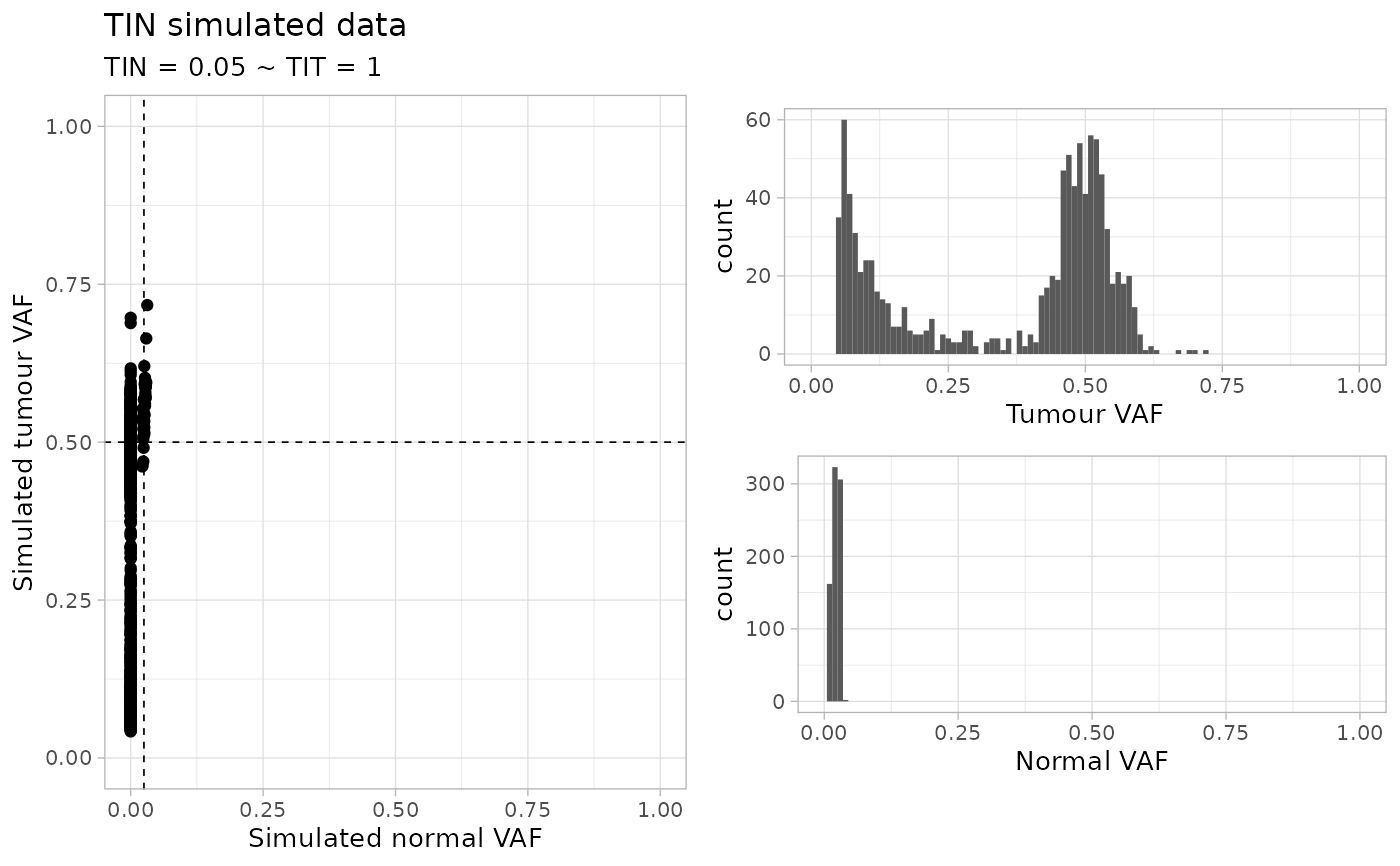 TIN simulated data
TIN = 0.05 ~ TIT = 1
Simulated tumour VAF
1.00
0.75
0.50
0.25
0.00
0.00 0.25 0.50 0.75 1.00
Simulated normal VAF
count
60
40
20
0
0.00 0.25 0.50 0.75 1.00
Tumour VAF
count
300
200
100
0
0.00 0.25 0.50 0.75 1.00
Normal VAF